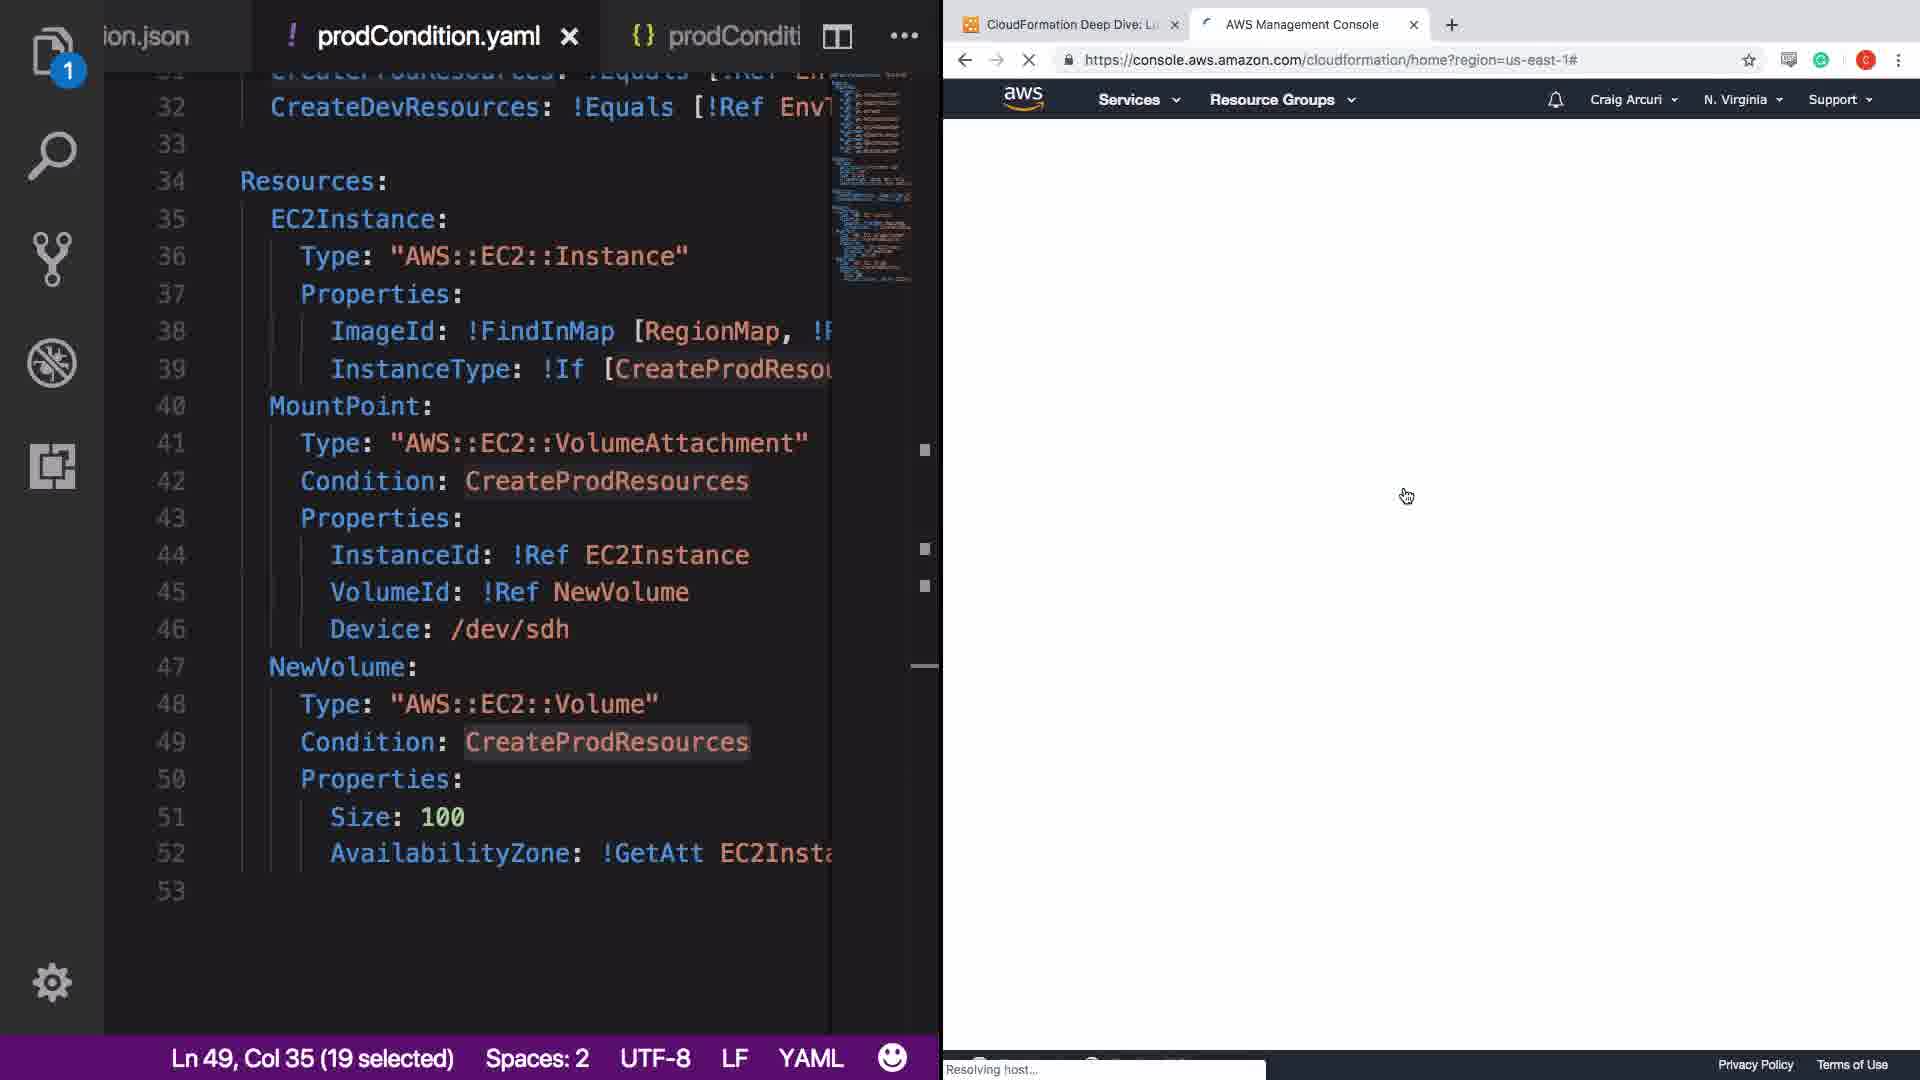 ion.json
! prodCondition.yaml
{} prodConditi
1
32 CreateDevResources: !Equals [!Ref Env
33
34 Resources:
35 EC2Instance:
36 Type: "AWS::EC2::Instance"
37 Properties:
38 ImageId: !FindInMap [RegionMap, !
39 InstanceType: !If [CreateProdResou
40 MountPoint:
41 Type: "AWS::EC2::VolumeAttachment"
42 Condition: CreateProdResources
43 Properties:
44 InstanceId: !Ref EC2Instance
45 VolumeId: !Ref NewVolume
46 Device: /dev/sdh
47 NewVolume:
48 Type: "AWS::EC2::Volume"
49 Condition: CreateProdResources
50 Properties:
51 Size: 100
52 AvailabilityZone: !GetAtt EC2Insta
53
Ln 49, Col 35 (19 selected) Spaces: 2 UTF-8 LF YAML
CloudFormation Deep Dive: L
AWS Management Console
https://console.aws.amazon.com/cloudformation/home?region=us-east-1#
C
aws Services Resource Groups Craig Arcuri N. Virginia Support
Resolving host...
Privacy Policy Terms of Use